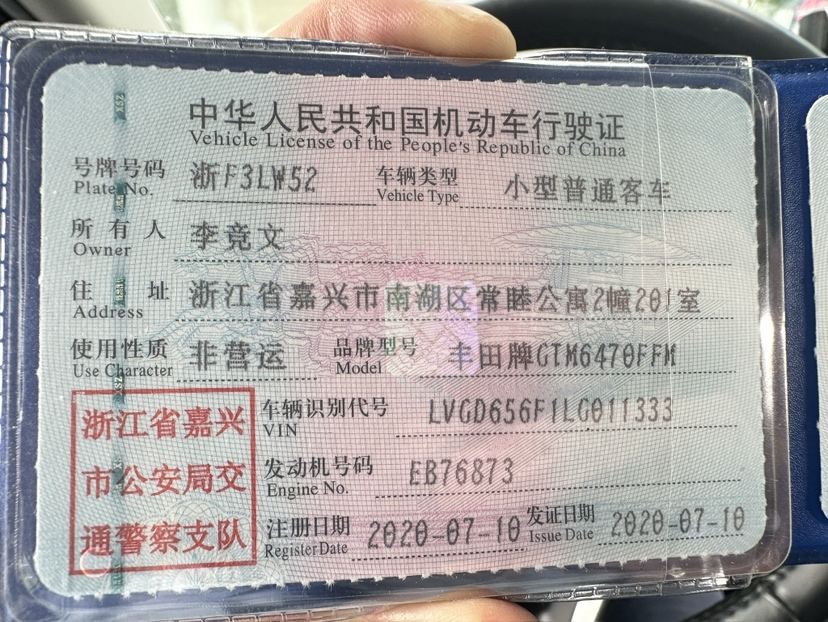 中华人民共和国机动车行驶证
Vehicle License of the People's Republic of China
号牌号码 浙F3LW52 车辆类型 小型普通客车
Plate No. Vehicle Type
所有人 李竞文
Owner
住址 浙江省嘉兴市南湖区常睦公寓2幢201室
Address
使用性质 非营运 品牌型号 丰田牌GTM6470FFM
Use Character Model
浙江省嘉兴
市公安局交
通警察支队
车辆识别代号 LVGD656F1LG011333
VIN
发动机号码 EB76873
Engine No.
注册日期 2020-07-10 发证日期 2020-07-10
Register Date Issue Date